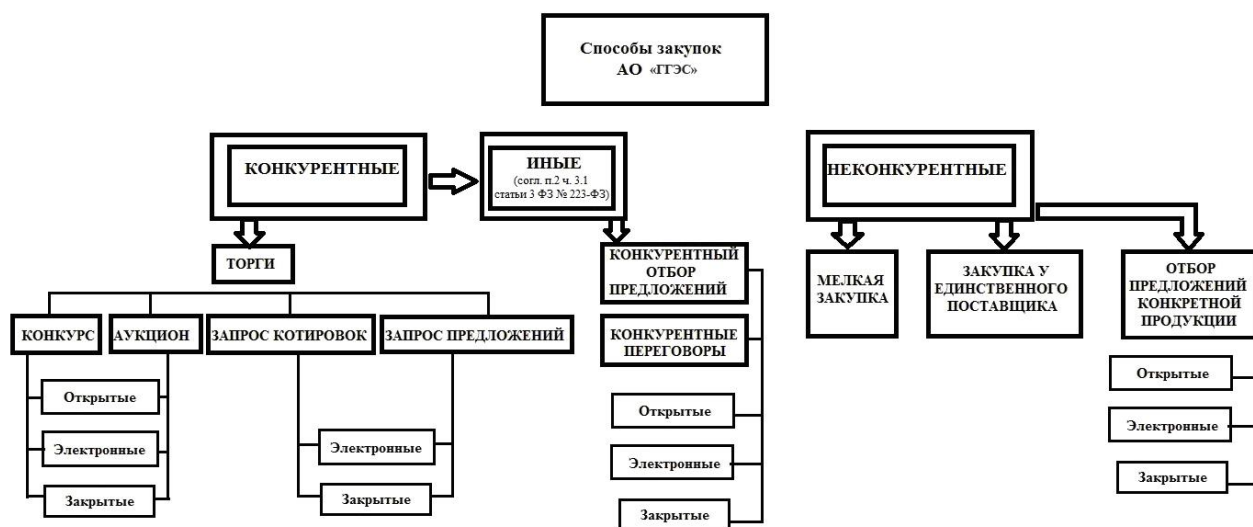 Способы закупок
АО «ГГЭС»
КОНКУРЕНТНЫЕ
ИНЫЕ
(согл. п.2 ч. 3.1
статьи 3 ФЗ № 223-ФЗ)
НЕКОНКУРЕНТНЫЕ
ТОРГИ
КОНКУРС
АУКЦИОН
ЗАПРОС КОТИРОВОК
ЗАПРОС ПРЕДЛОЖЕНИЙ
Открытые
Электронные
Закрытые
Электронные
Закрытые
КОНКУРЕНТНЫЙ
ОТБОР
ПРЕДЛОЖЕНИЙ
КОНКУРЕНТНЫЕ
ПЕРЕГОВОРЫ
Открытые
Электронные
Закрытые
МЕЛКАЯ
ЗАКУПКА
ЗАКУПКА У
ЕДИНСТВЕННОГО
ПОСТАВЩИКА
ОТБОР
ПРЕДЛОЖЕНИЙ
КОНКРЕТНОЙ
ПРОДУКЦИИ
Открытые
Электронные
Закрытые